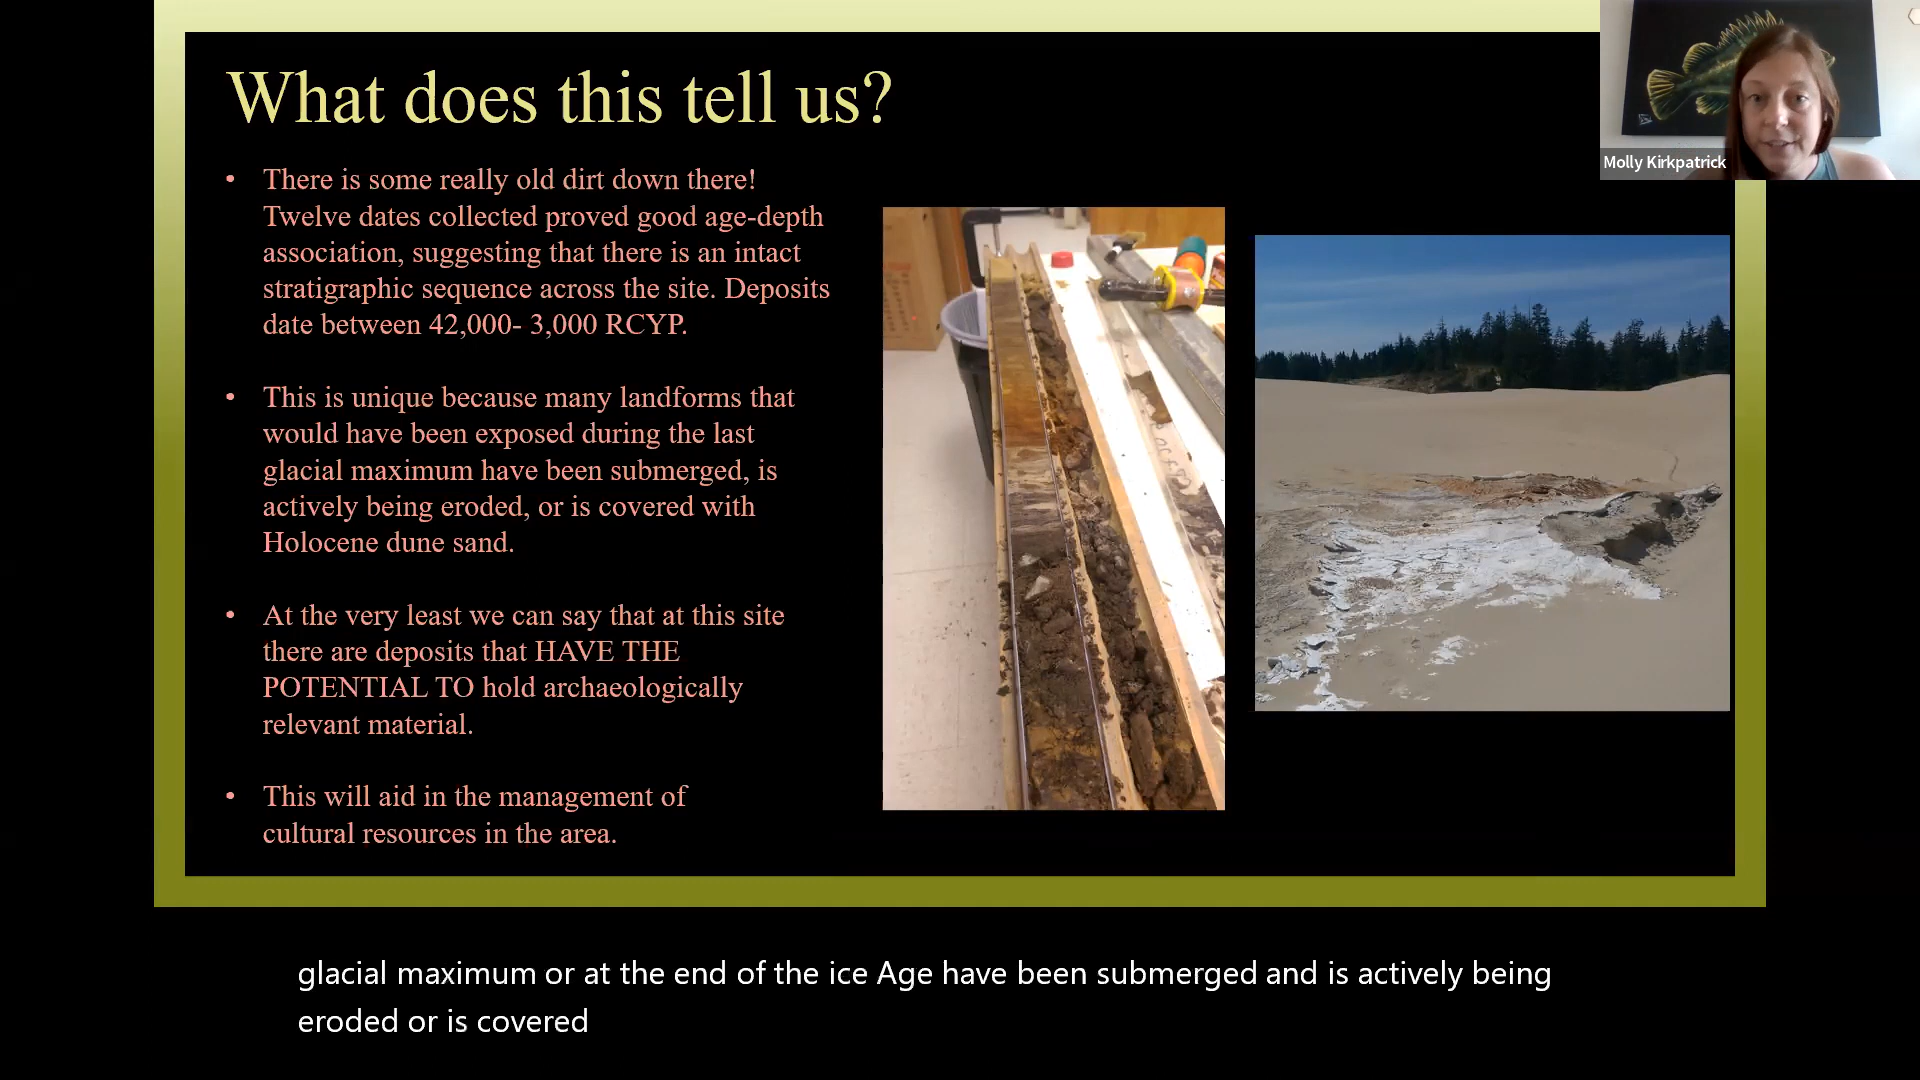 What does this tell us?
• There is some really old dirt down there!
Twelve dates collected proved good age-depth
association, suggesting that there is an intact
stratigraphic sequence across the site. Deposits
date between 42,000- 3,000 RCYP.
• This is unique because many landforms that
would have been exposed during the last
glacial maximum have been submerged, is
actively being eroded, or is covered with
Holocene dune sand.
• At the very least we can say that at this site
there are deposits that HAVE THE
POTENTIAL TO hold archaeologically
relevant material.
• This will aid in the management of
cultural resources in the area.
Molly Kirkpatrick
glacial maximum or at the end of the ice Age have been submerged and is actively being
eroded or is covered